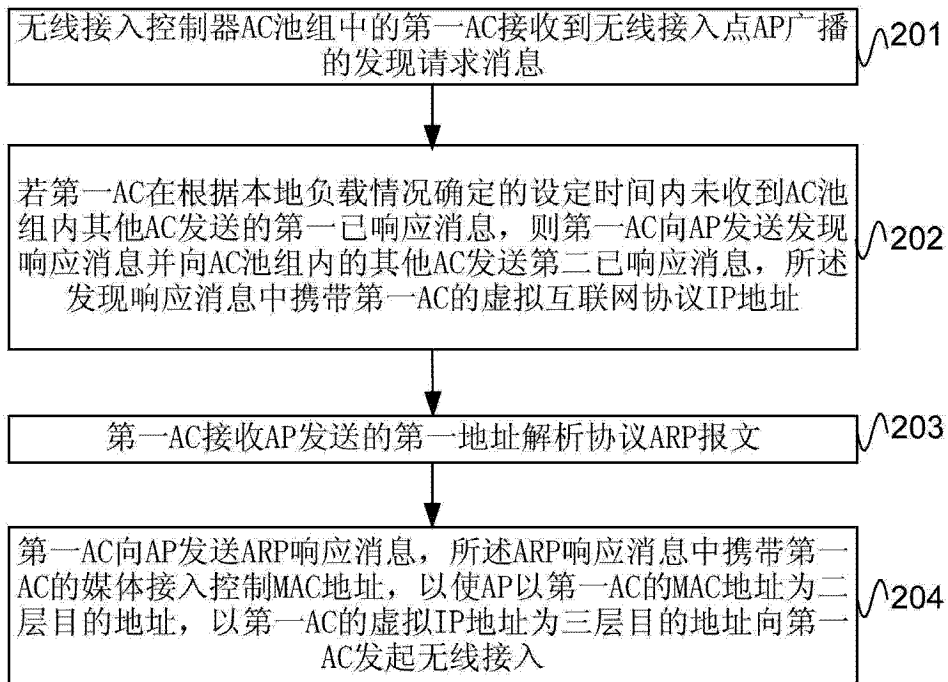 无线接入控制器AC池组中的第一AC接收到无线接入点AP广播
的发现请求消息
201
若第一AC在根据本地负载情况确定的设定时间内未收到AC池
组内其他AC发送的第一已响应消息，则第一AC向AP发送发现
响应消息并向AC池组内的其他AC发送第二已响应消息，所述
发现响应消息中携带第一AC的虚拟互联网协议IP地址
202
第一AC接收AP发送的第一地址解析协议ARP报文
203
第一AC向AP发送ARP响应消息，所述ARP响应消息中携带第一
AC的媒体接入控制MAC地址，以使AP以第一AC的MAC地址为二
层目的地址，以第一AC的虚拟IP地址为三层目的地址向第一
AC发起无线接入
204